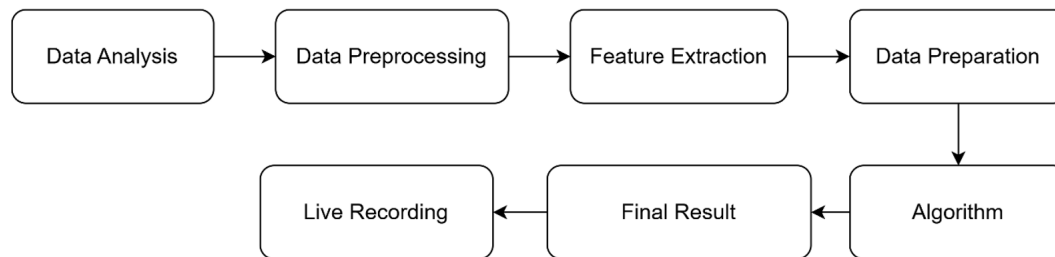 Data Analysis
Data Preprocessing
Feature Extraction
Data Preparation
Live Recording
Final Result
Algorithm